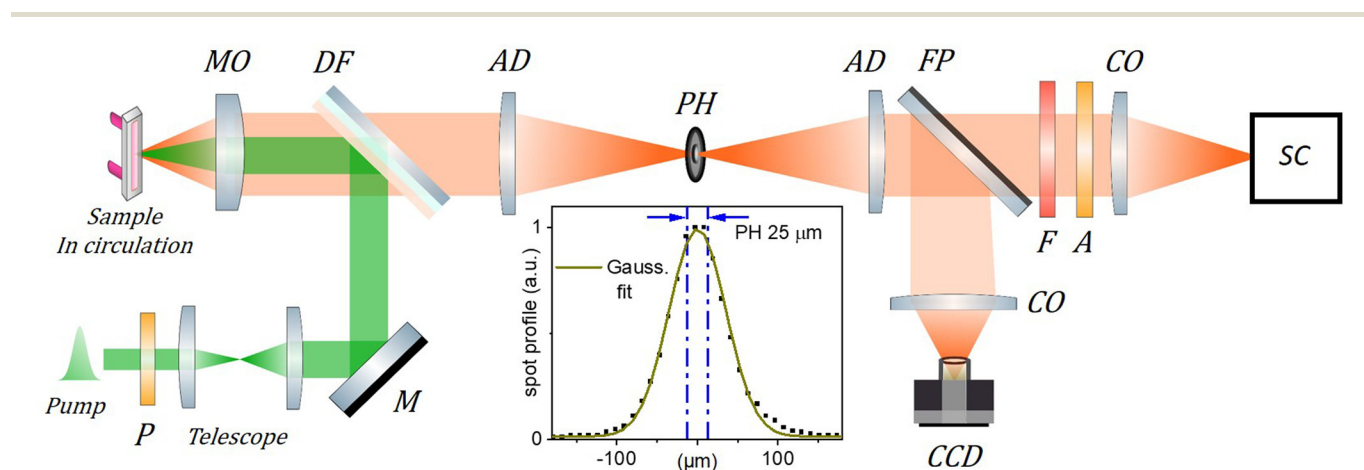 MO
DF
AD
PH
AD
FP
CO
SC
Sample
In circulation
F
A
PH 25 μm
Gauss.
fit
spot profile (a.u.)
1
0
-100
100
(μm)
CO
M
Pump
P
Telescope
CCD